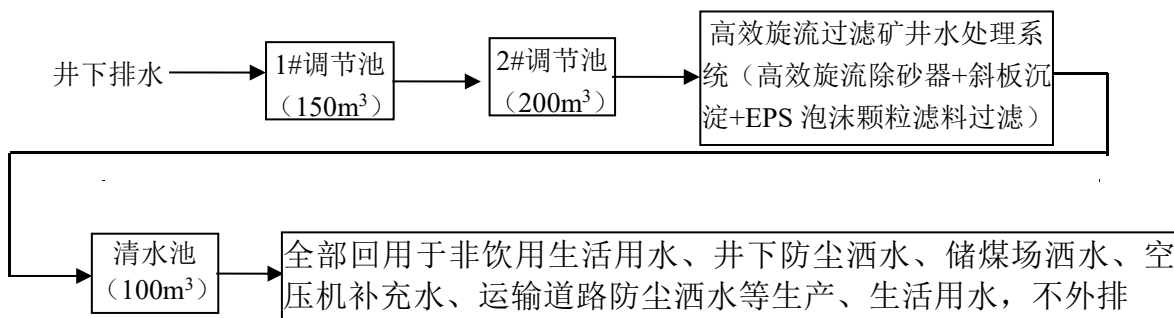 井下排水
1#调节池
（150m³）
2#调节池
（200m³）
高效旋流过滤矿井水处理系
统（高效旋流除砂器+斜板沉
淀+EPS 泡沫颗粒滤料过滤）
清水池
（100m³）
全部回用于非饮用生活用水、井下防尘洒水、储煤场洒水、空
压机补充水、运输道路防尘洒水等生产、生活用水，不外排